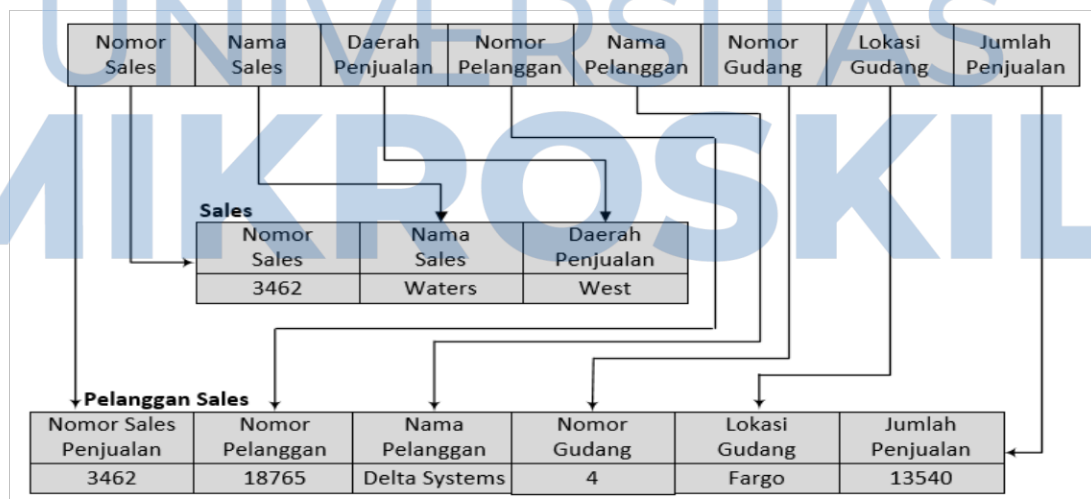 UNIVERSITAS
MIKROSKIL
Nomor Sales
Nama Sales
Daerah Penjualan
Nomor Pelanggan
Nama Pelanggan
Nomor Gudang
Lokasi Gudang
Jumlah Penjualan
Sales
Nomor Sales
Nama Sales
Daerah Penjualan
3462
Waters
West
Pelanggan Sales
Nomor Sales Penjualan
Nomor Pelanggan
Nama Pelanggan
Nomor Gudang
Lokasi Gudang
Jumlah Penjualan
3462
18765
Delta Systems
4
Fargo
13540